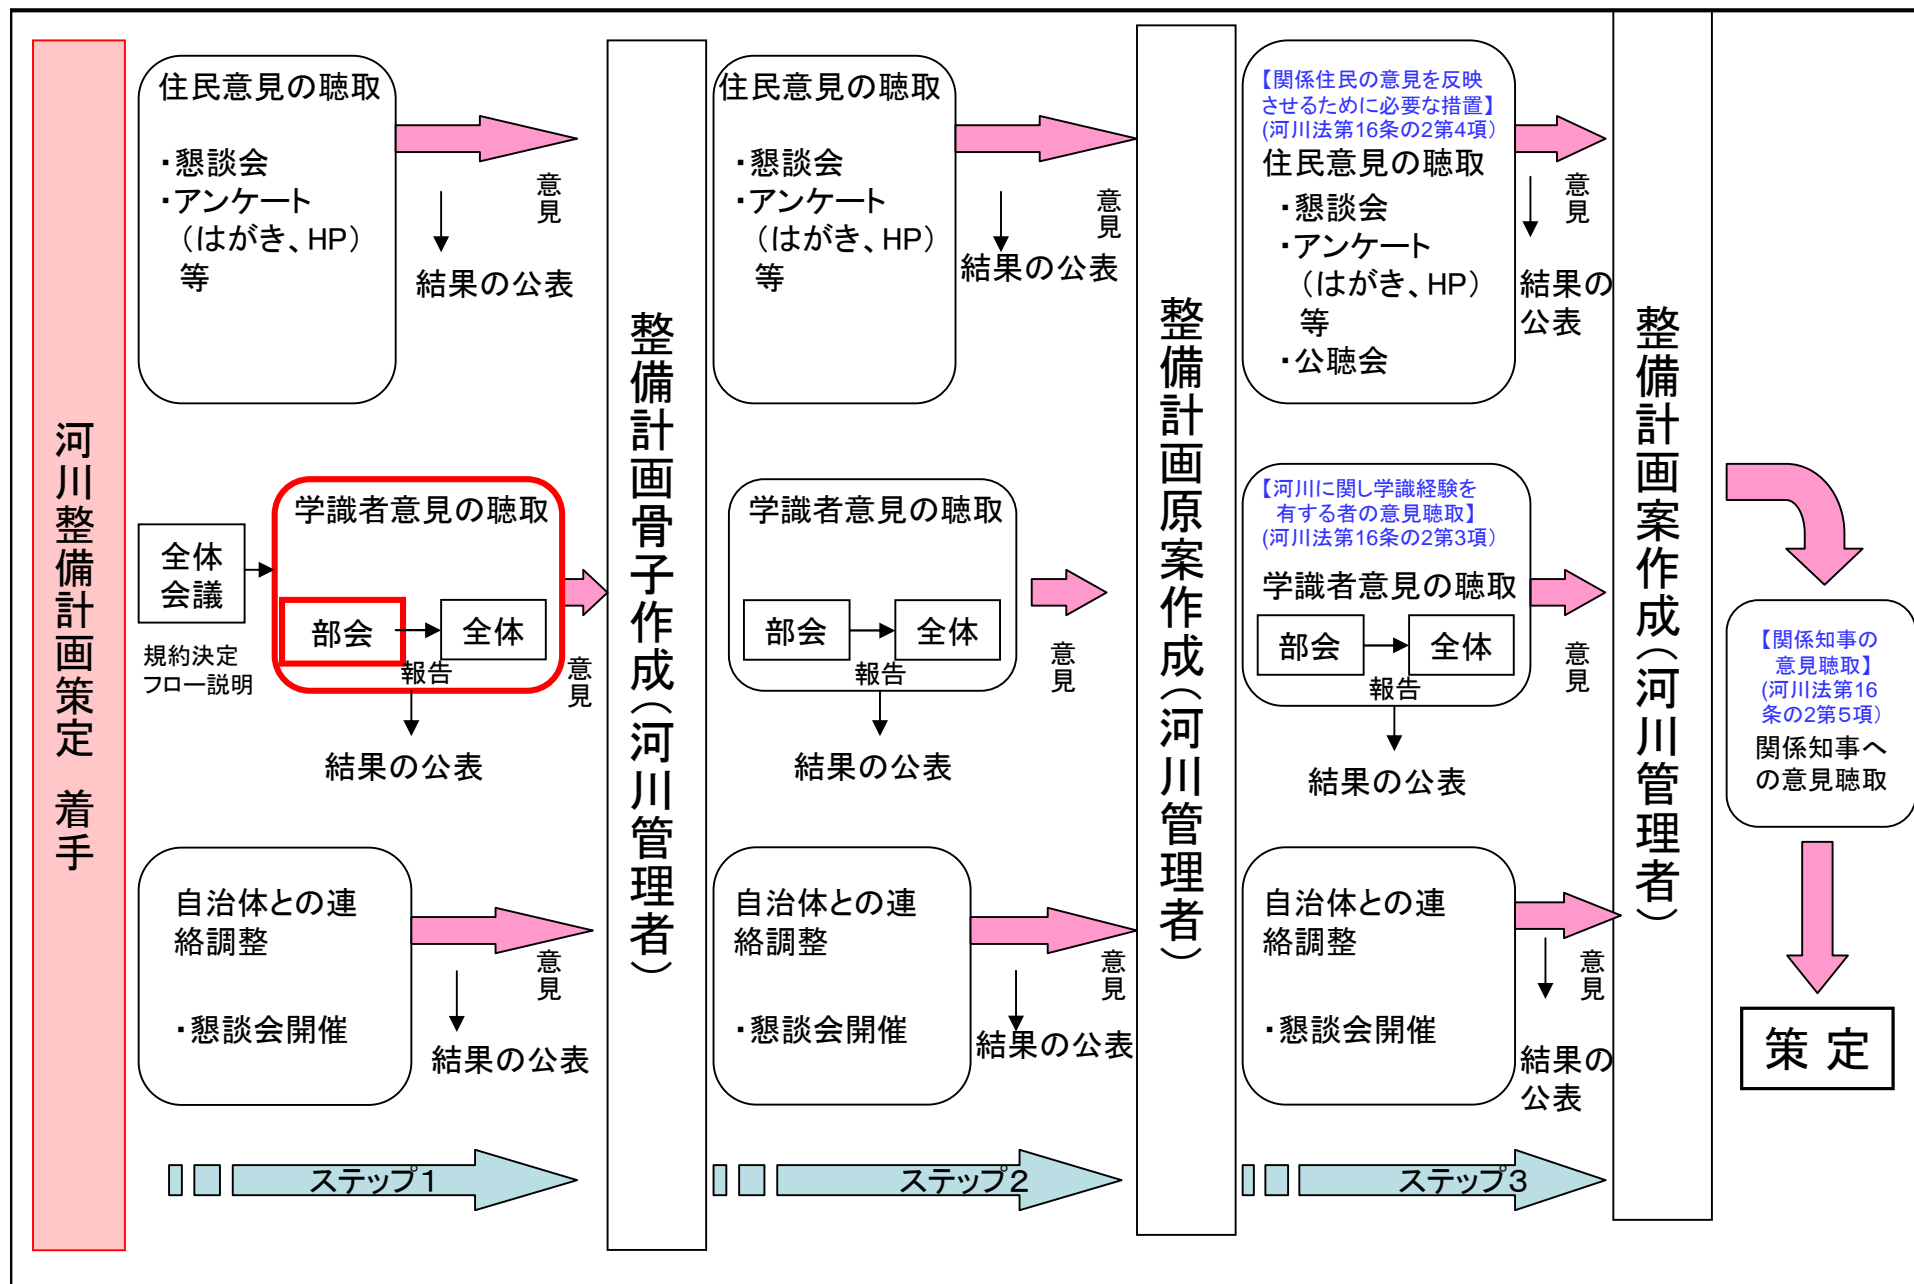 河川整備計画策定 着手
住民意見の聴取
・懇談会
・アンケート
（はがき、HP）
等
意見
結果の公表
全体
会議
規約決定
フロー説明
学識者意見の聴取
部会
全体
報告
意見
結果の公表
自治体との連
絡調整
・懇談会開催
意見
結果の公表
ステップ1
整備計画骨子作成（河川管理者）
住民意見の聴取
・懇談会
・アンケート
（はがき、HP）
等
意見
結果の公表
学識者意見の聴取
部会
全体
報告
意見
結果の公表
自治体との連
絡調整
・懇談会開催
意見
結果の公表
ステップ2
整備計画原案作成（河川管理者）
【関係住民の意見を反映
させるために必要な措置】
(河川法第16条の2第4項）
住民意見の聴取
・懇談会
・アンケート
（はがき、HP）
等
・公聴会
意見
結果の
公表
【河川に関し学識経験を
有する者の意見聴取】
(河川法第16条の2第3項）
学識者意見の聴取
部会
全体
報告
意見
結果の公表
自治体との連
絡調整
・懇談会開催
意見
結果の
公表
ステップ3
整備計画案作成（河川管理者）
【関係知事の
意見聴取】
(河川法第16
条の2第5項）
関係知事へ
の意見聴取
策 定